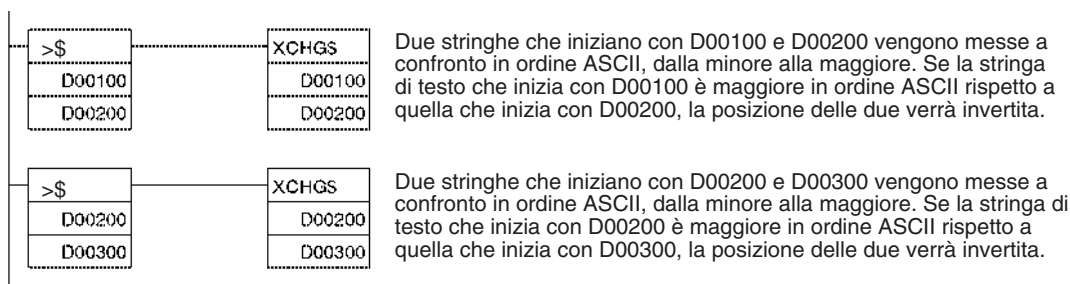 >$ XCHGS
D00100 D00100
D00200 D00200
Due stringhe che iniziano con D00100 e D00200 vengono messe a
confronto in ordine ASCII, dalla minore alla maggiore. Se la stringa
di testo che inizia con D00100 è maggiore in ordine ASCII rispetto a
quella che inizia con D00200, la posizione delle due verrà invertita.
>$ XCHGS
D00200 D00200
D00300 D00300
Due stringhe che iniziano con D00200 e D00300 vengono messe a
confronto in ordine ASCII, dalla minore alla maggiore. Se la stringa di
testo che inizia con D00200 è maggiore in ordine ASCII rispetto a
quella che inizia con D00300, la posizione delle due verrà invertita.